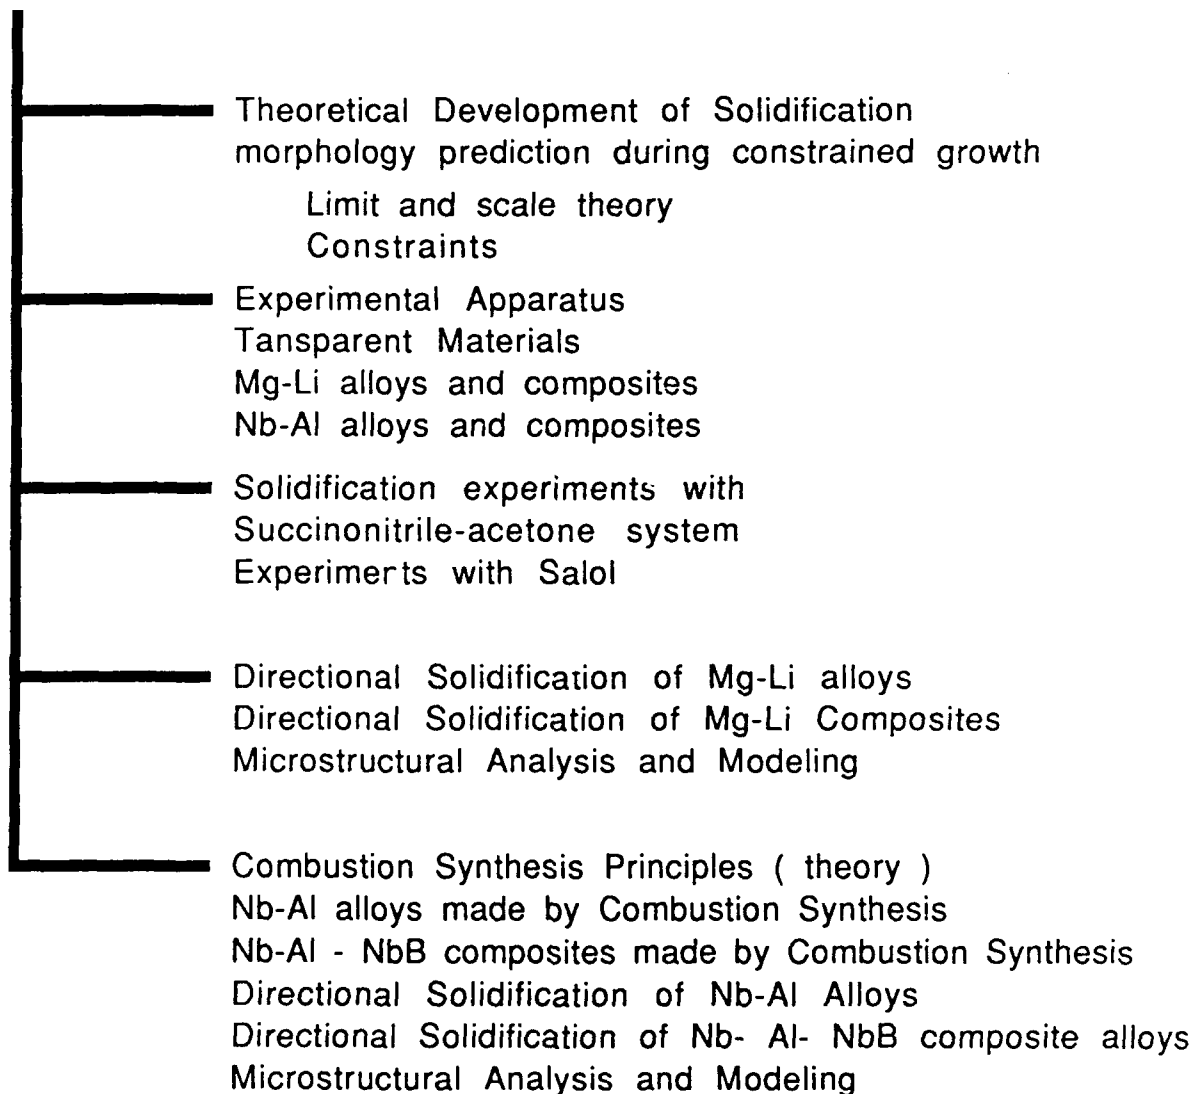 Theoretical Development of Solidification
morphology prediction during constrained growth
Limit and scale theory
Constraints
Experimental Apparatus
Tansparent Materials
Mg-Li alloys and composites
Nb-Al alloys and composites
Solidification experiments with
Succinonitrile-acetone system
Experiments with Salol
Directional Solidification of Mg-Li alloys
Directional Solidification of Mg-Li Composites
Microstructural Analysis and Modeling
Combustion Synthesis Principles ( theory )
Nb-Al alloys made by Combustion Synthesis
Nb-Al - NbB composites made by Combustion Synthesis
Directional Solidification of Nb-Al Alloys
Directional Solidification of Nb- Al- NbB composite alloys
Microstructural Analysis and Modeling